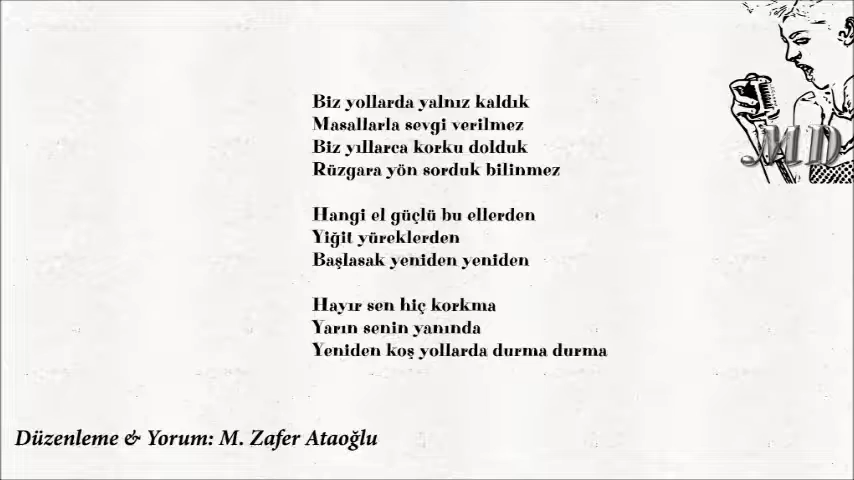 Biz yollarda yalnız kaldık
Masallarla sevgi verilmez
Biz yıllarca korku dolduk
Rüzgara yön sorduk bilinmez
Hangi el güçlü bu ellerden
Yiğit yüreklerden
Başlasak yeniden yeniden
Hayır sen hiç korkma
Yarın senin yanında
Yeniden koş yollarda durma durma
MD
Düzenleme & Yorum: M. Zafer Ataoğlu